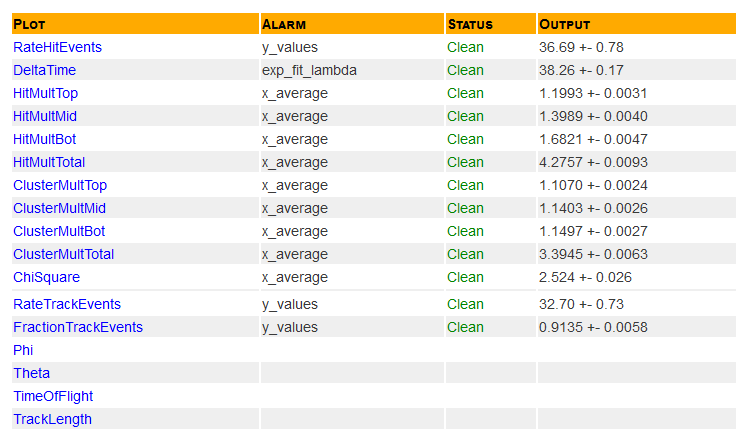 Plot Alarm Status Output
RateHitEvents y_values Clean 36.69 +- 0.78
DeltaTime exp_fit_lambda Clean 38.26 +- 0.17
HitMultTop x_average Clean 1.1993 +- 0.0031
HitMultMid x_average Clean 1.3989 +- 0.0040
HitMultBot x_average Clean 1.6821 +- 0.0047
HitMultTotal x_average Clean 4.2757 +- 0.0093
ClusterMultTop x_average Clean 1.1070 +- 0.0024
ClusterMultMid x_average Clean 1.1403 +- 0.0026
ClusterMultBot x_average Clean 1.1497 +- 0.0027
ClusterMultTotal x_average Clean 3.3945 +- 0.0063
ChiSquare x_average Clean 2.524 +- 0.026
RateTrackEvents y_values Clean 32.70 +- 0.73
FractionTrackEvents y_values Clean 0.9135 +- 0.0058
Phi
Theta
TimeOfFlight
TrackLength